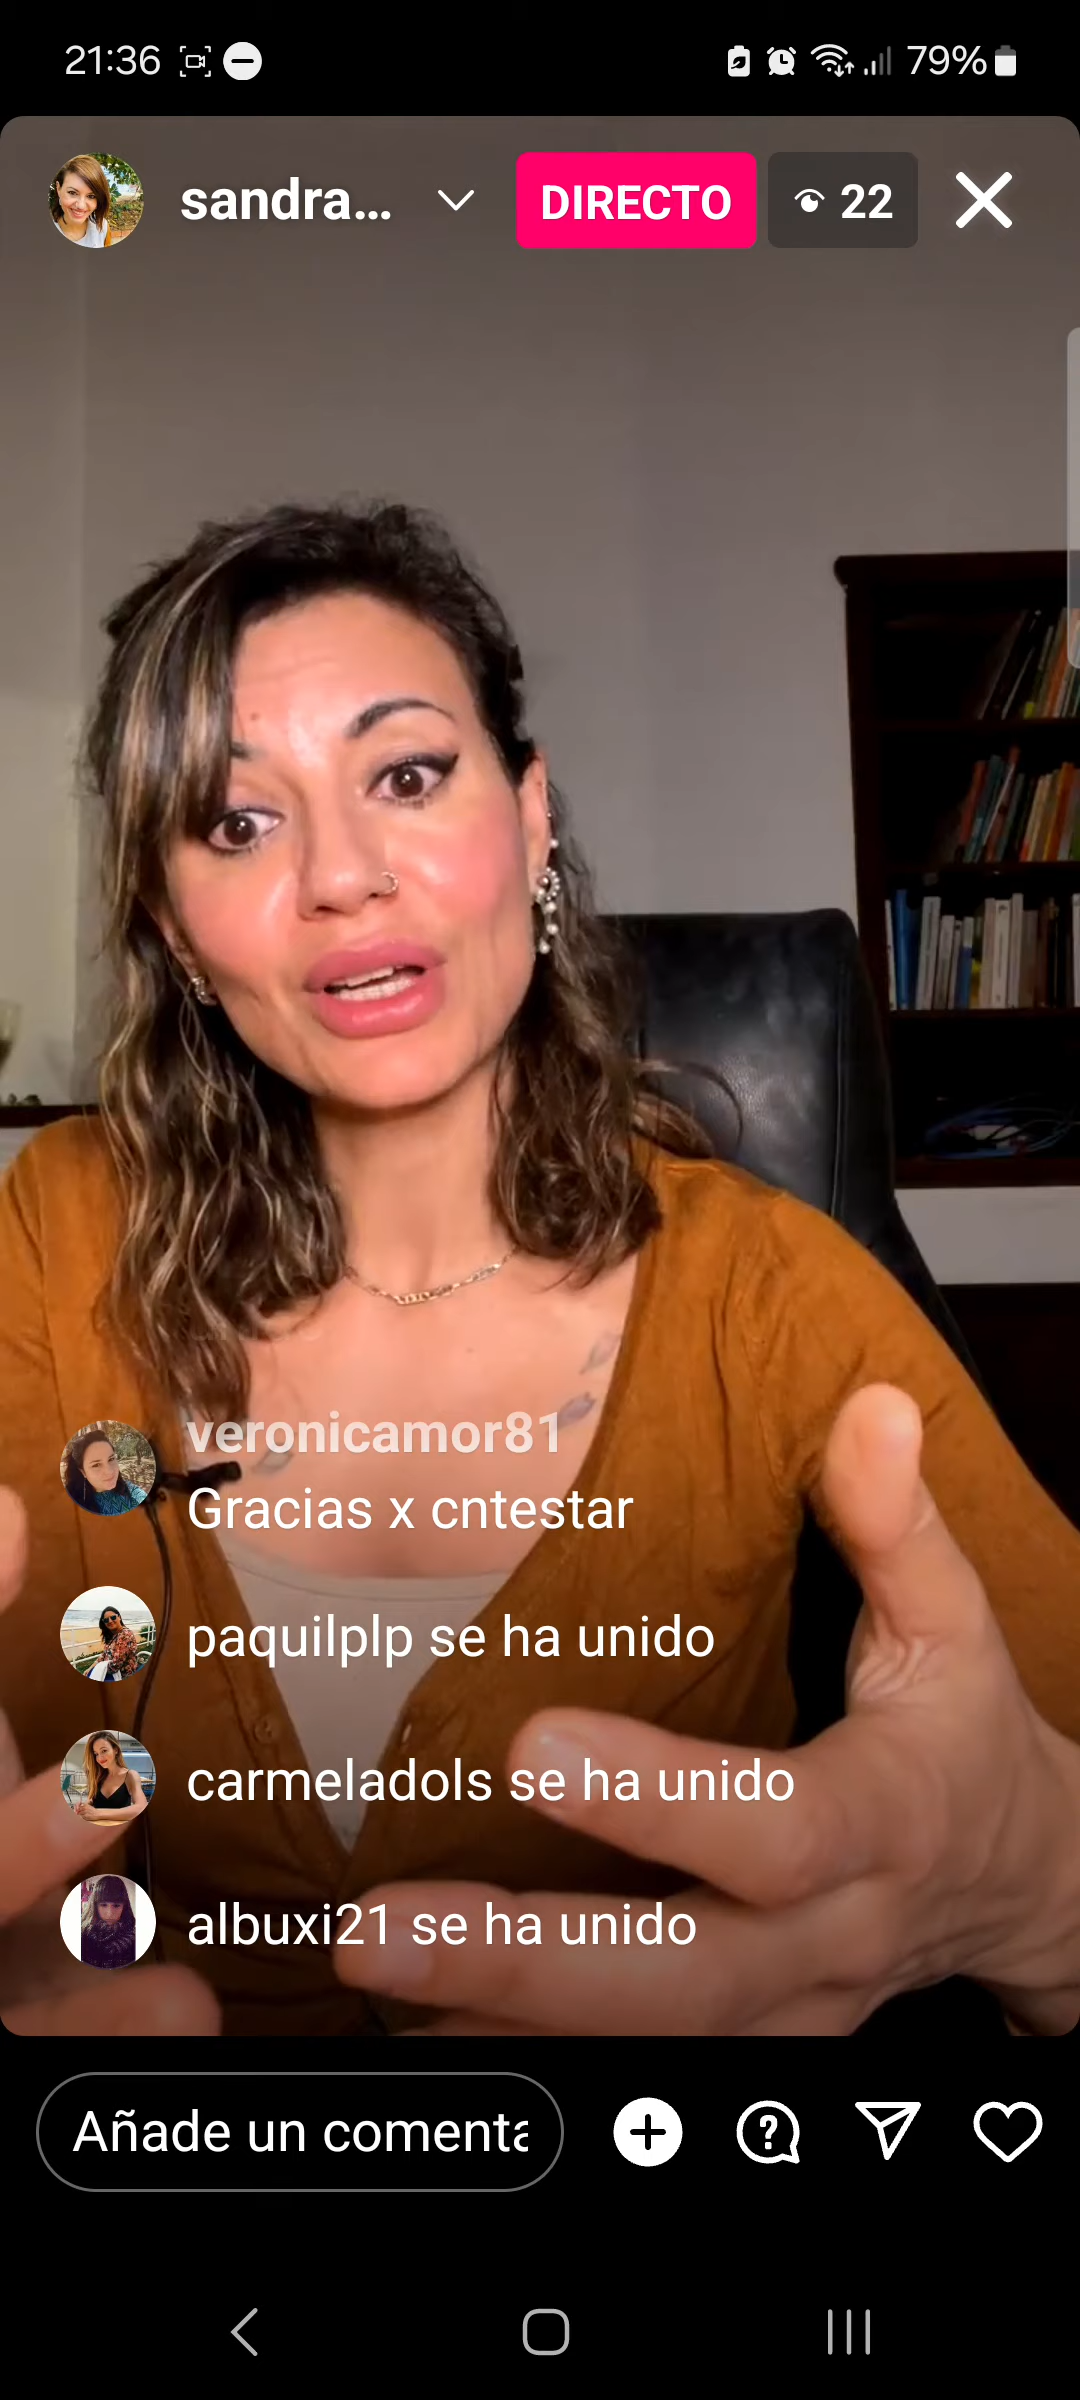 21:36
79%
sandra...
DIRECTO
22
veronicamor81
Gracias x cntestar
paquilplp se ha unido
carmeladols se ha unido
albuxi21 se ha unido
Añade un comenta